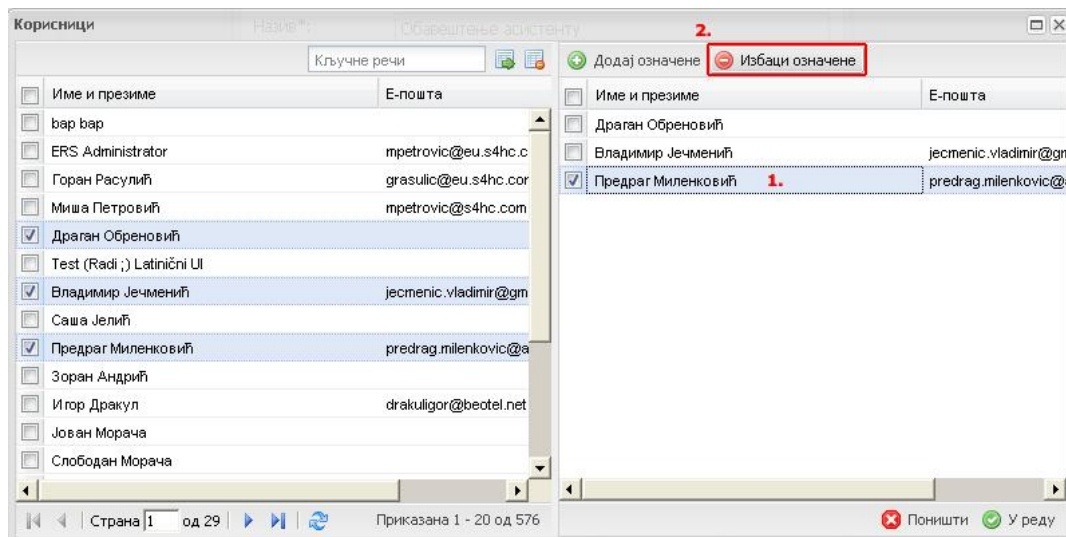 Корисници
Назив*:
Обавештење асистенту
2.
Кључне речи
Додај означене
Избаци означене
Име и презиме Е-пошта
bap bap
ERS Administrator mpetrovic@eu.s4hc.c
Горан Расулић grasulic@eu.s4hc.cor
Миша Петровић mpetrovic@s4hc.com
Драган Обреновић
Test (Radi ;) Latinični UI
Владимир Јечменић jecmenic.vladimir@gm
Саша Јелић
Предраг Миленковић predrag.milenkovic@a
Зоран Андрић
Игор Дракул drakuligor@beotel.net
Јован Морача
Слободан Морача
Страна 1 од 29 Приказана 1 - 20 од 576
Име и презиме Е-пошта
Драган Обреновић
Владимир Јечменић jecmenic.vladimir@gm
Предраг Миленковић 1. predrag.milenkovic@a
Поништи У реду